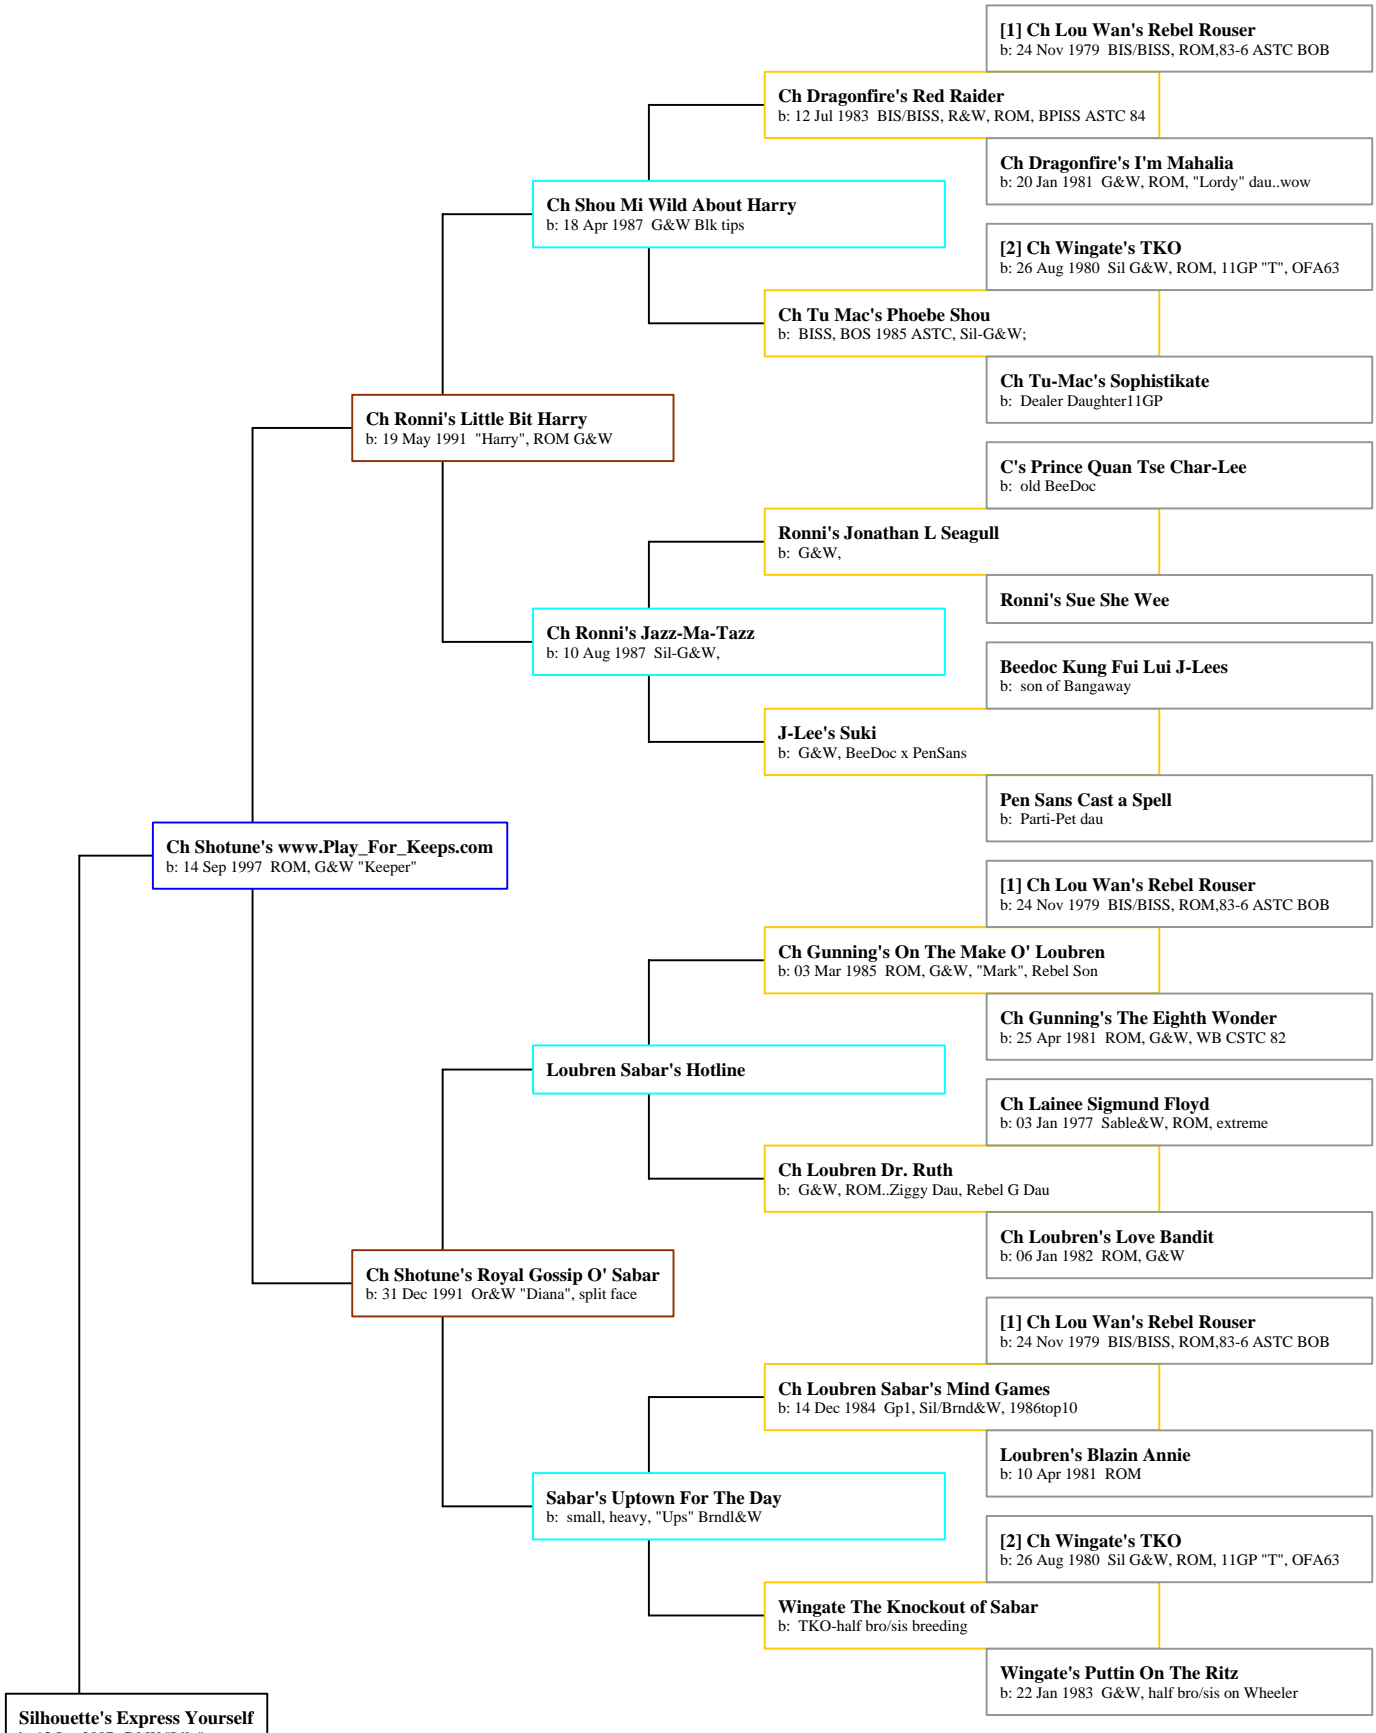 [1] Ch Lou Wan's Rebel Rouser
b: 24 Nov 1979 BIS/BISS, ROM,83-6 ASTC BOB
Ch Dragonfire's Red Raider
b: 12 Jul 1983 BIS/BISS, R&W, ROM, BPISS ASTC 84
Ch Dragonfire's I'm Mahalia
b: 20 Jan 1981 G&W, ROM, "Lordy" dau..wow
Ch Shou Mi Wild About Harry
b: 18 Apr 1987 G&W Blk tips
[2] Ch Wingate's TKO
b: 26 Aug 1980 Sil G&W, ROM, 11GP "T", OFA63
Ch Tu Mac's Phoebe Shou
b: BISS, BOS 1985 ASTC, Sil-G&W;
Ch Tu-Mac's Sophistikate
b: Dealer Daughter11GP
Ch Ronni's Little Bit Harry
b: 19 May 1991 "Harry", ROM G&W
C's Prince Quan Tse Char-Lee
b: old BeeDoc
Ronni's Jonathan L Seagull
b: G&W,
Ronni's Sue She Wee
Ch Ronni's Jazz-Ma-Tazz
b: 10 Aug 1987 Sil-G&W,
Beedoc Kung Fui Lui J-Lees
b: son of Bangaway
J-Lee's Suki
b: G&W, BeeDoc x PenSans
Pen Sans Cast a Spell
b: Parti-Pet dau
Ch Shotune's www.Play_For_Keeps.com
b: 14 Sep 1997 ROM, G&W "Keeper"
[1] Ch Lou Wan's Rebel Rouser
b: 24 Nov 1979 BIS/BISS, ROM,83-6 ASTC BOB
Ch Gunning's On The Make O' Loubren
b: 03 Mar 1985 ROM, G&W, "Mark", Rebel Son
Ch Gunning's The Eighth Wonder
b: 25 Apr 1981 ROM, G&W, WB CSTC 82
Loubren Sabar's Hotline
Ch Lainee Sigmund Floyd
b: 03 Jan 1977 Sable&W, ROM, extreme
Ch Loubren Dr. Ruth
b: G&W, ROM..Ziggy Dau, Rebel G Dau
Ch Loubren's Love Bandit
b: 06 Jan 1982 ROM, G&W
Ch Shotune's Royal Gossip O' Sabar
b: 31 Dec 1991 Or&W "Diana", split face
[1] Ch Lou Wan's Rebel Rouser
b: 24 Nov 1979 BIS/BISS, ROM,83-6 ASTC BOB
Ch Loubren Sabar's Mind Games
b: 14 Dec 1984 Gp1, Sil/Brnd&W, 1986top10
Loubren's Blazin Annie
b: 10 Apr 1981 ROM
Sabar's Uptown For The Day
b: small, heavy, "Ups" Brndl&W
[2] Ch Wingate's TKO
b: 26 Aug 1980 Sil G&W, ROM, 11GP "T", OFA63
Wingate The Knockout of Sabar
b: TKO-half bro/sis breeding
Wingate's Puttin On The Ritz
b: 22 Jan 1983 G&W, half bro/sis on Wheeler
Silhouette's Express Yourself